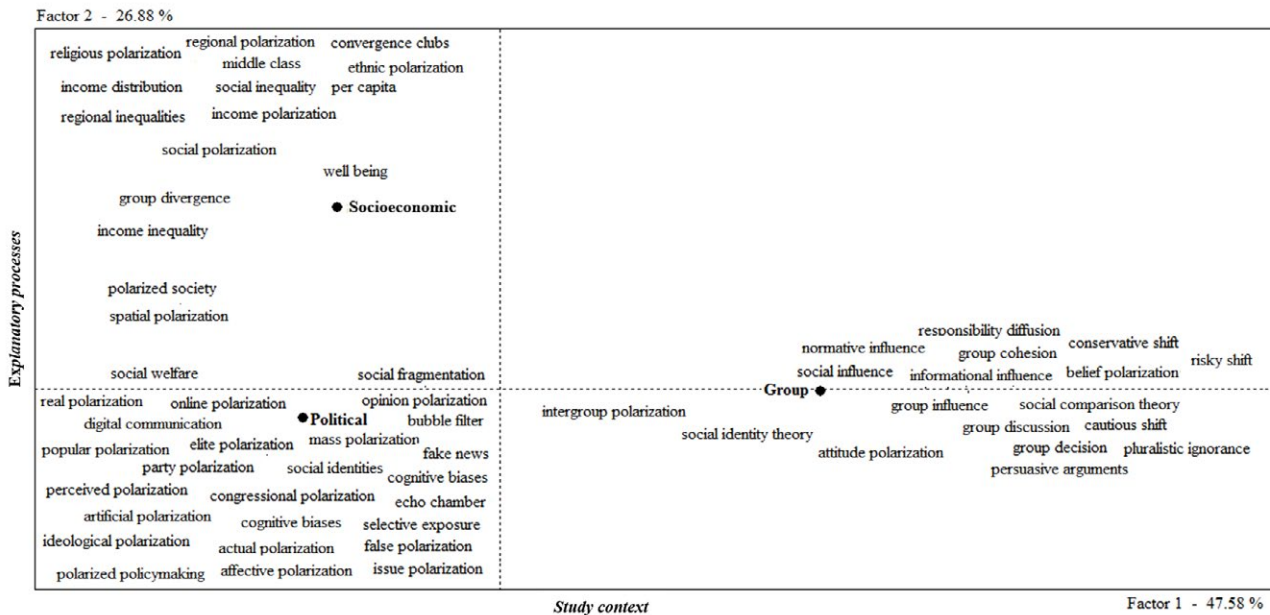 Factor 2 - 26.88 %
religious polarization
regional polarization
convergence clubs
middle class
ethnic polarization
income distribution
social inequality
per capita
regional inequalities
income polarization
social polarization
well being
group divergence
Socioeconomic
income inequality
polarized society
spatial polarization
social welfare
social fragmentation
Explanatory processes
real polarization
online polarization
opinion polarization
digital communication
Political
bubble filter
popular polarization
elite polarization
mass polarization
fake news
party polarization
social identities
cognitive biases
perceived polarization
congressional polarization
echo chamber
artificial polarization
cognitive biases
selective exposure
ideological polarization
actual polarization
false polarization
polarized policymaking
affective polarization
issue polarization
responsibility diffusion
normative influence
group cohesion
conservative shift
risky shift
social influence
informational influence
belief polarization
Group
intergroup polarization
group influence
social comparison theory
social identity theory
group discussion
cautious shift
attitude polarization
group decision
pluralistic ignorance
persuasive arguments
Study context
Factor 1 - 47.58 %